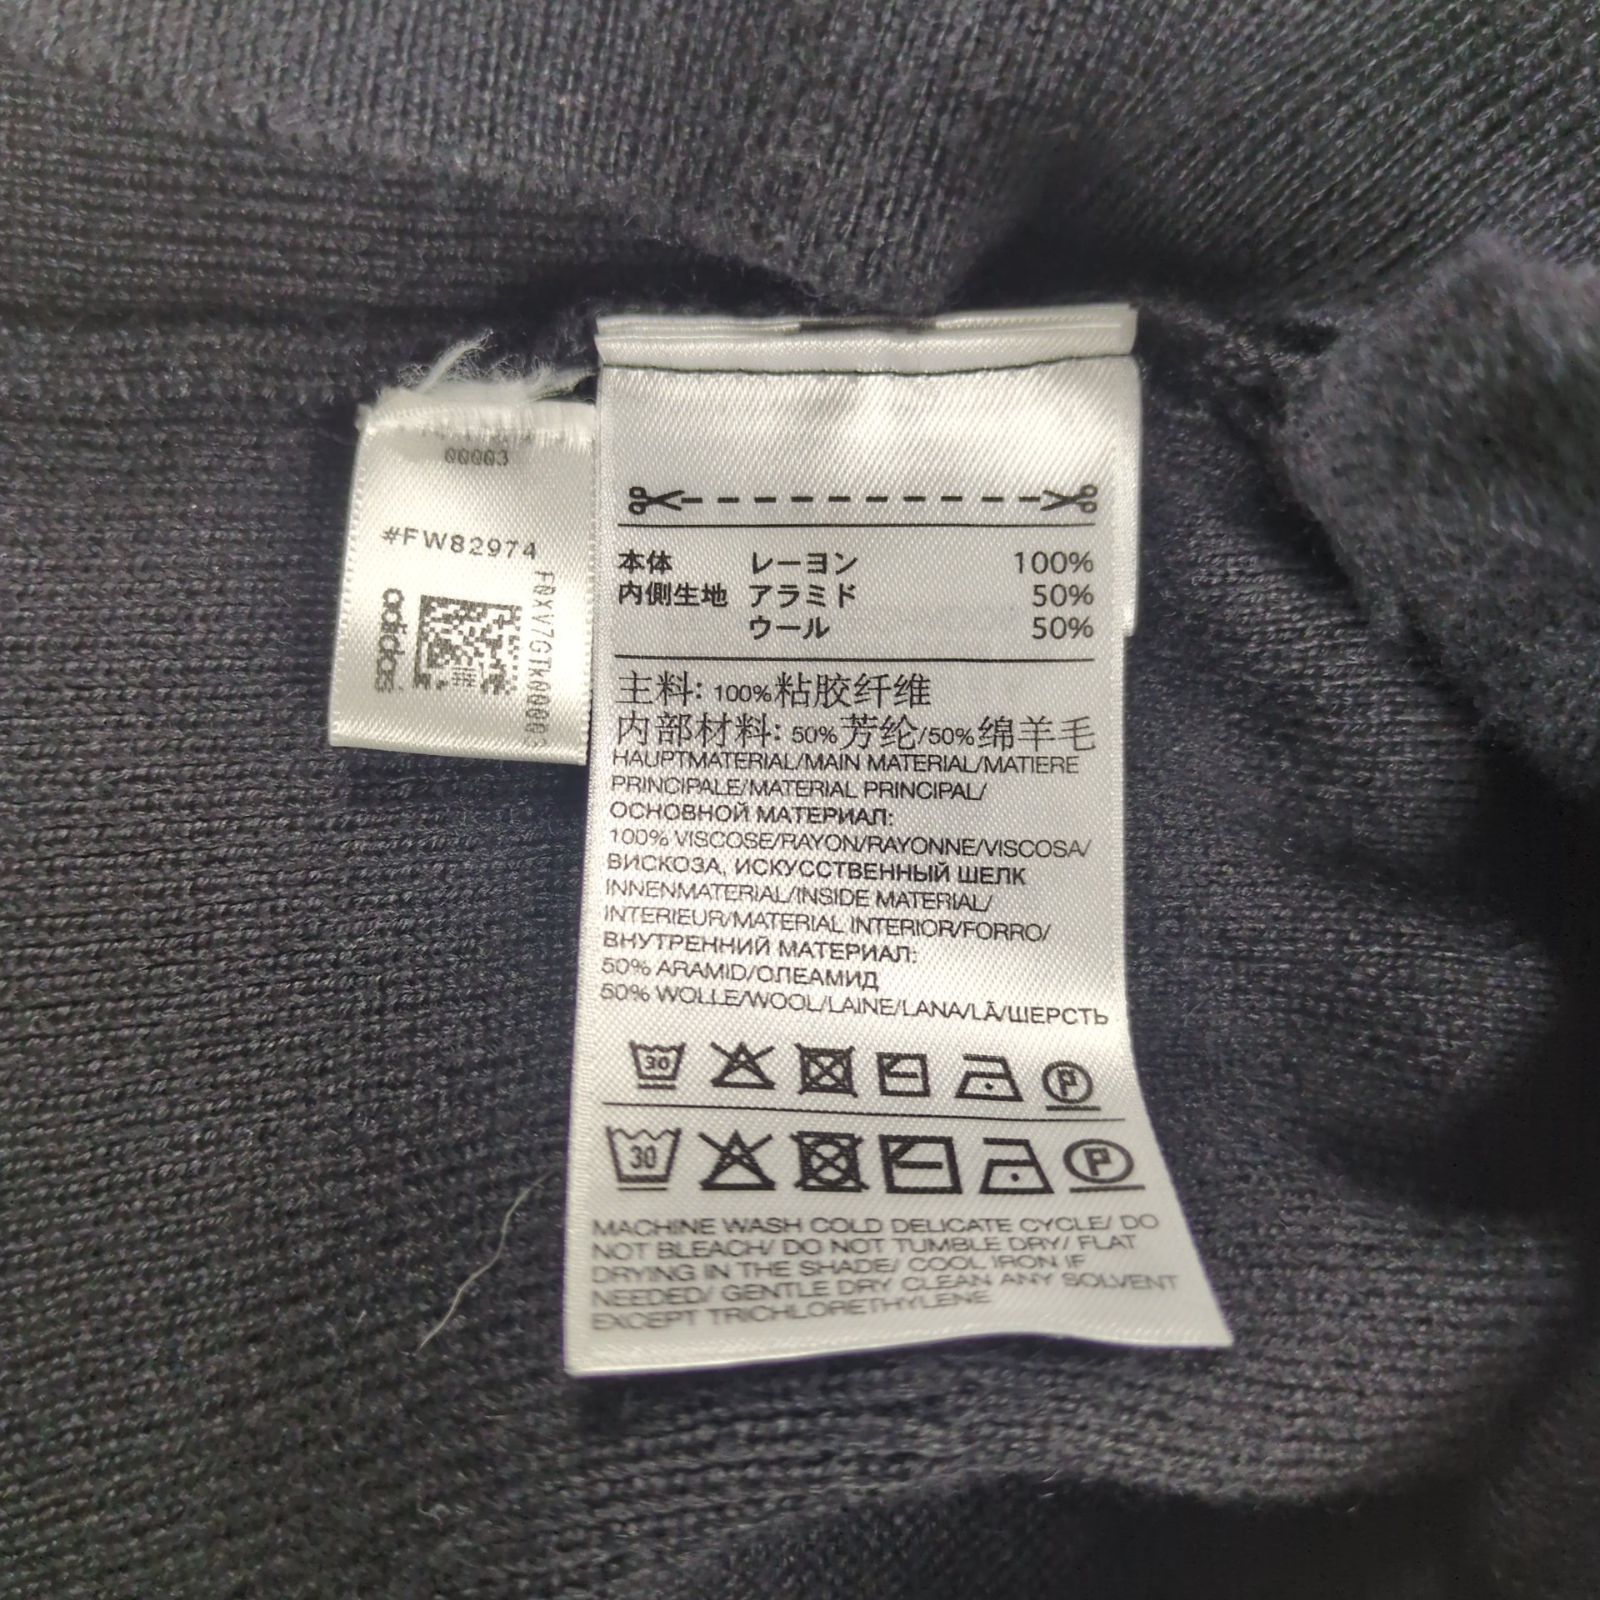 00003
#FW82974
adidas
FQXV7GTK00003
本体 レーヨン 100%
内側生地 アラミド 50%
ウール 50%
主料: 100%粘胶纤维
内部材料: 50%芳纶/50%绵羊毛
HAUPTMATERIAL/MAIN MATERIAL/MATIERE
PRINCIPALE/MATERIAL PRINCIPAL/
ОСНОВНОЙ МАТЕРИАЛ:
100% VISCOSE/RAYON/RAYONNE/VISCOSA/
ВИСКОЗА, ИСКУССТВЕННЫЙ ШЕЛК
INNENMATERIAL/INSIDE MATERIAL/
INTERIEUR/MATERIAL INTERIOR/FORRO/
ВНУТРЕННИЙ МАТЕРИАЛ:
50% ARAMID/ОЛЕАМИД
50% WOLLE/WOOL/LAINE/LANA/LÃ/ШЕРСТЬ
30 P
30 P
MACHINE WASH COLD DELICATE CYCLE/ DO
NOT BLEACH/ DO NOT TUMBLE DRY/ FLAT
DRYING IN THE SHADE/ COOL IRON IF
NEEDED/ GENTLE DRY CLEAN ANY SOLVENT
EXCEPT TRICHLORETHYLENE